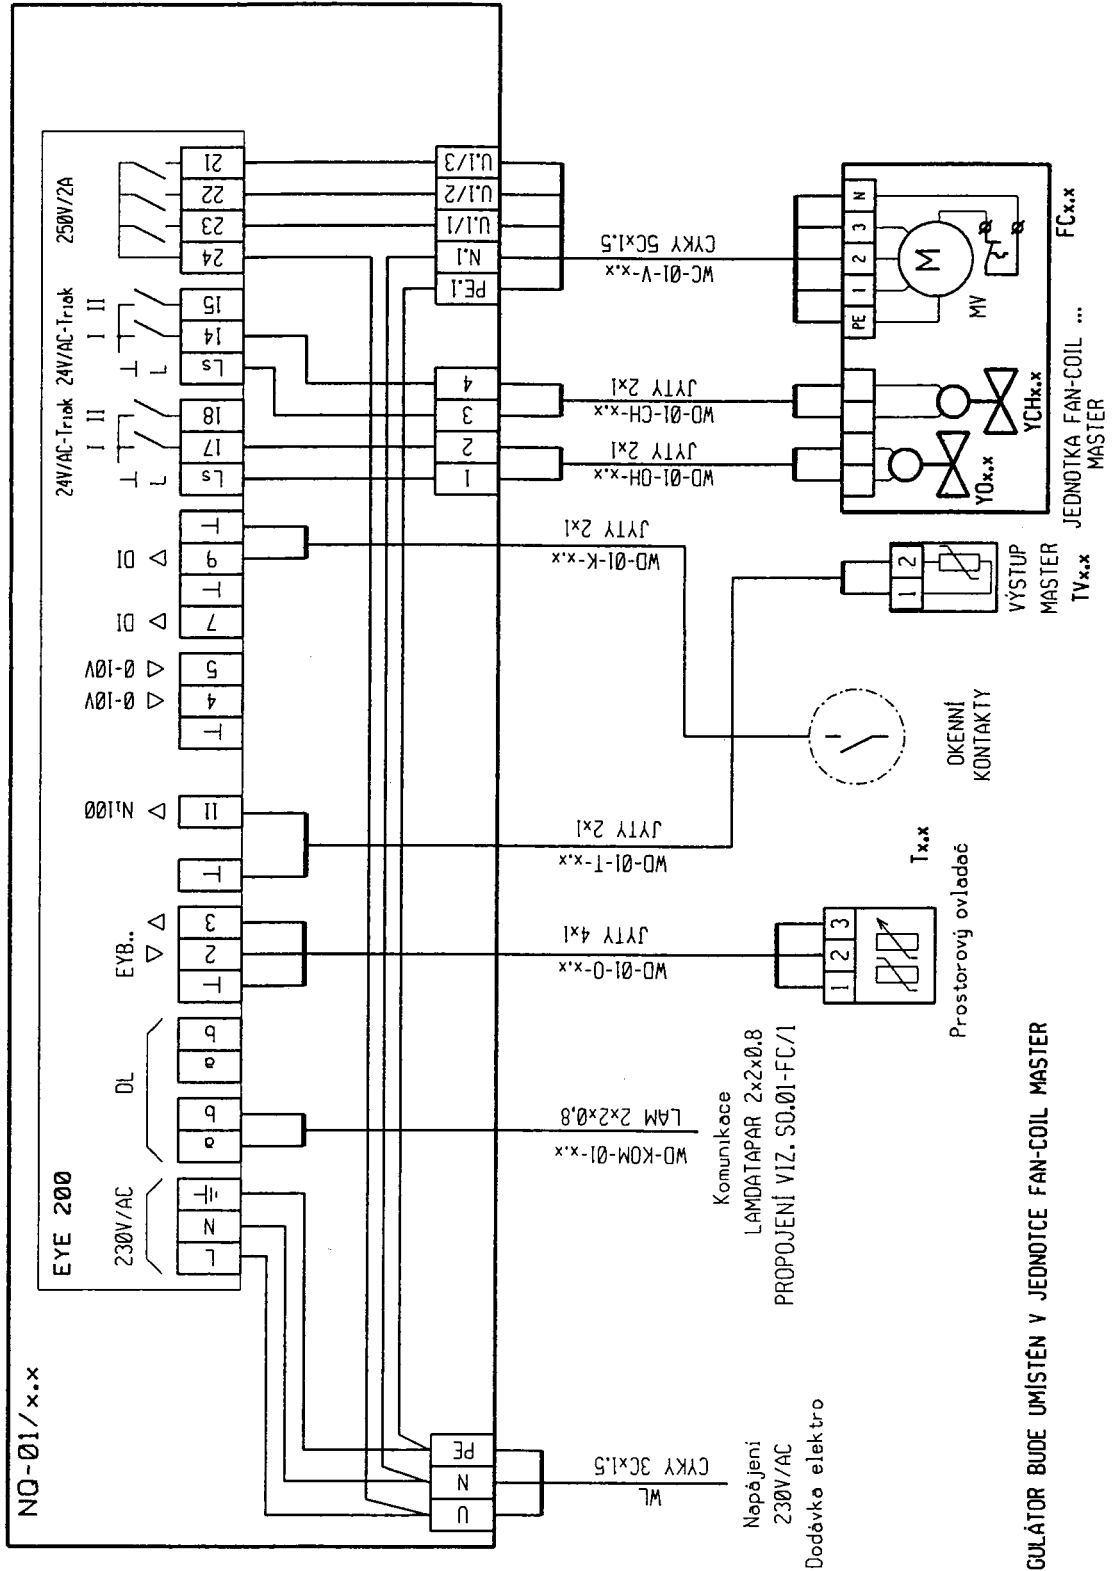 NQ-01/x.x
EYE 200
230V/AC
DL
EYB..
Ni100
0-10V
0-10V
DI
DI
24V/AC-Triak
I
II
24V/AC-Triak
I
II
250V/2A
L
N
a
b
a
b
⊥
2
3
⊥
11
⊥
4
5
7
⊥
9
⊥
Ls
17
18
Ls
14
15
24
23
22
21
U
N
PE
1
2
3
4
PE.1
N.1
U.1/1
U.1/2
U.1/3
WL
CYKY 3Cx1.5
WD-KOM-01-x.x
LAM 2x2x0,8
WD-01-O-x.x
JYTY 4x1
WD-01-T-x.x
JYTY 2x1
WD-01-K-x.x
JYTY 2x1
WD-01-OH-x.x
JYTY 2x1
WD-01-CH-x.x
JYTY 2x1
WC-01-V-x.x
CYKY 5Cx1.5
Napájení
230V/AC
Dodávka elektro
Komunikace
LAMDATAPAR 2x2x0.8
PROPOJENÍ VIZ. SO.01-FC/1
1 2 3
Tx.x
Prostorový ovladač
OKENNÍ
KONTAKTY
1 2
VÝSTUP
MASTER
TVx.x
YOx.x
YCHx.x
PE 1 2 3 N
M
MV
FCx.x
JEDNOTKA FAN-COIL ...
MASTER
GULÁTOR BUDE UMÍSTĚN V JEDNOTCE FAN-COIL MASTER